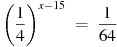 (1/4)^{x−15} = 1/64